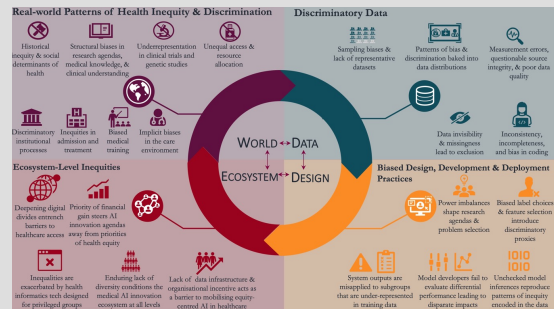 Real-world Patterns of Health Inequity & Discrimination
Historical
inequity & social
determinants of
health
Structural biases in
research agendas,
medical knowledge, &
clinical understanding
Underrepresentation
in clinical trials and
genetic studies
Unequal access &
resource
allocation
Discriminatory
institutional
processes
Inequities in
admission and
treatment
Biased
medical
training
Implicit biases
in the care
environment
Discriminatory Data
Sampling biases &
lack of representative
datasets
Patterns of bias &
discrimination baked into
data distributions
Measurement errors,
questionable source
integrity, & poor data
quality
Data invisibility
& missingness
lead to exclusion
Inconsistency,
incompleteness,
and bias in coding
WORLD
DATA
ECOSYSTEM
DESIGN
Ecosystem-Level Inequities
Deepening digital
divides entrench
barriers to
healthcare access
Priority of financial
gain steers AI
innovation agendas
away from priorities
of health equity
Inequalities are
exacerbated by health
informatics tech designed
for privileged groups
Enduring lack of
diversity conditions the
medical AI innovation
ecosystem at all levels
Lack of data infrastructure &
organisational incentive acts as
a barrier to mobilising equity-
centred AI in healthcare
Biased Design, Development & Deployment
Practices
Power imbalances
shape research
agendas &
problem selection
Biased label choices
& feature selection
introduce
discriminatory
proxies
System outputs are
misapplied to subgroups
that are under-represented
in training data
Model developers fail to
evaluate differential
performance leading to
disparate impacts
Unchecked model
inferences reproduce
patterns of inequity
encoded in the data